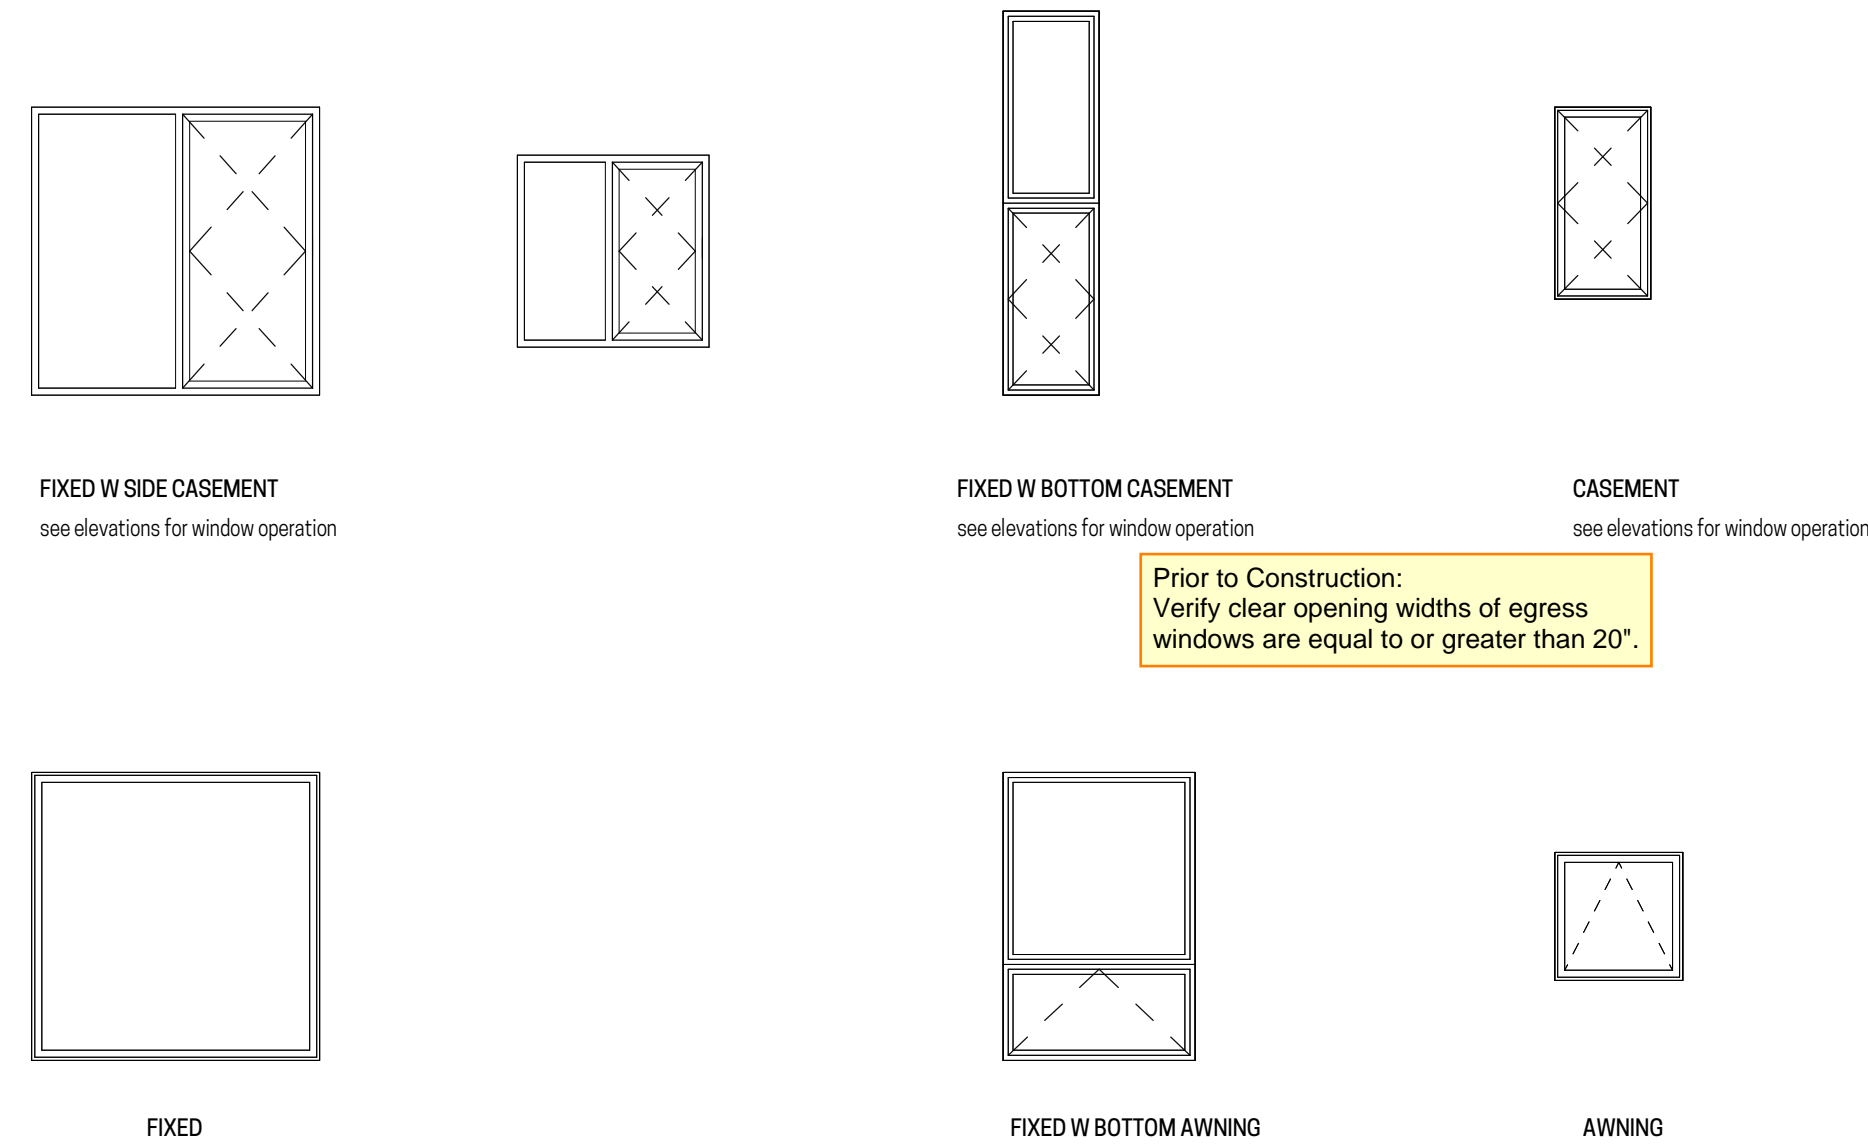 FIXED W SIDE CASEMENT
see elevations for window operation
FIXED W BOTTOM CASEMENT
see elevations for window operation
CASEMENT
see elevations for window operation
Prior to Construction:
Verify clear opening widths of egress
windows are equal to or greater than 20".
FIXED
FIXED W BOTTOM AWNING
AWNING